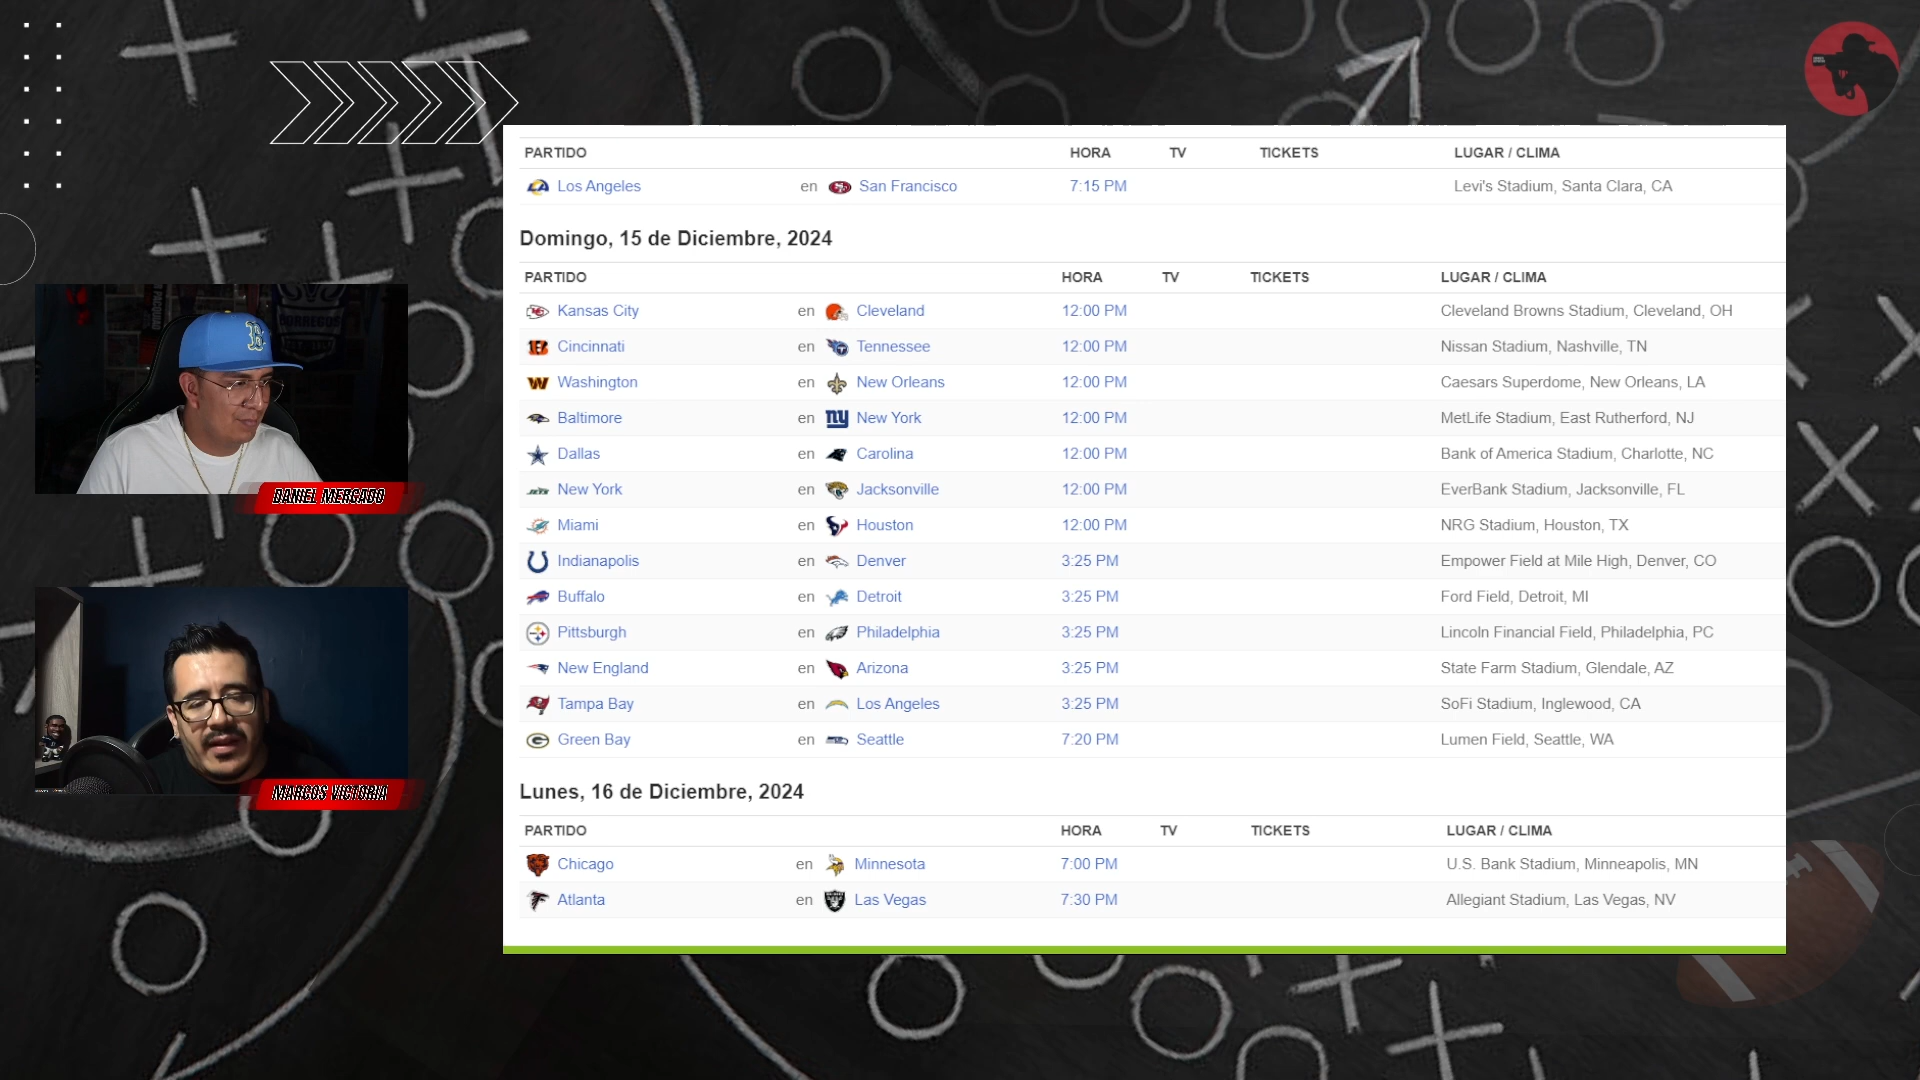 PARTIDO HORA TV TICKETS LUGAR / CLIMA
Los Angeles en San Francisco 7:15 PM Levi's Stadium, Santa Clara, CA
Domingo, 15 de Diciembre, 2024
PARTIDO HORA TV TICKETS LUGAR / CLIMA
Kansas City en Cleveland 12:00 PM Cleveland Browns Stadium, Cleveland, OH
Cincinnati en Tennessee 12:00 PM Nissan Stadium, Nashville, TN
Washington en New Orleans 12:00 PM Caesars Superdome, New Orleans, LA
Baltimore en New York 12:00 PM MetLife Stadium, East Rutherford, NJ
Dallas en Carolina 12:00 PM Bank of America Stadium, Charlotte, NC
New York en Jacksonville 12:00 PM EverBank Stadium, Jacksonville, FL
Miami en Houston 12:00 PM NRG Stadium, Houston, TX
Indianapolis en Denver 3:25 PM Empower Field at Mile High, Denver, CO
Buffalo en Detroit 3:25 PM Ford Field, Detroit, MI
Pittsburgh en Philadelphia 3:25 PM Lincoln Financial Field, Philadelphia, PC
New England en Arizona 3:25 PM State Farm Stadium, Glendale, AZ
Tampa Bay en Los Angeles 3:25 PM SoFi Stadium, Inglewood, CA
Green Bay en Seattle 7:20 PM Lumen Field, Seattle, WA
Lunes, 16 de Diciembre, 2024
PARTIDO HORA TV TICKETS LUGAR / CLIMA
Chicago en Minnesota 7:00 PM U.S. Bank Stadium, Minneapolis, MN
Atlanta en Las Vegas 7:30 PM Allegiant Stadium, Las Vegas, NV
DANIEL MERCADO
MARCOS VICTORIA